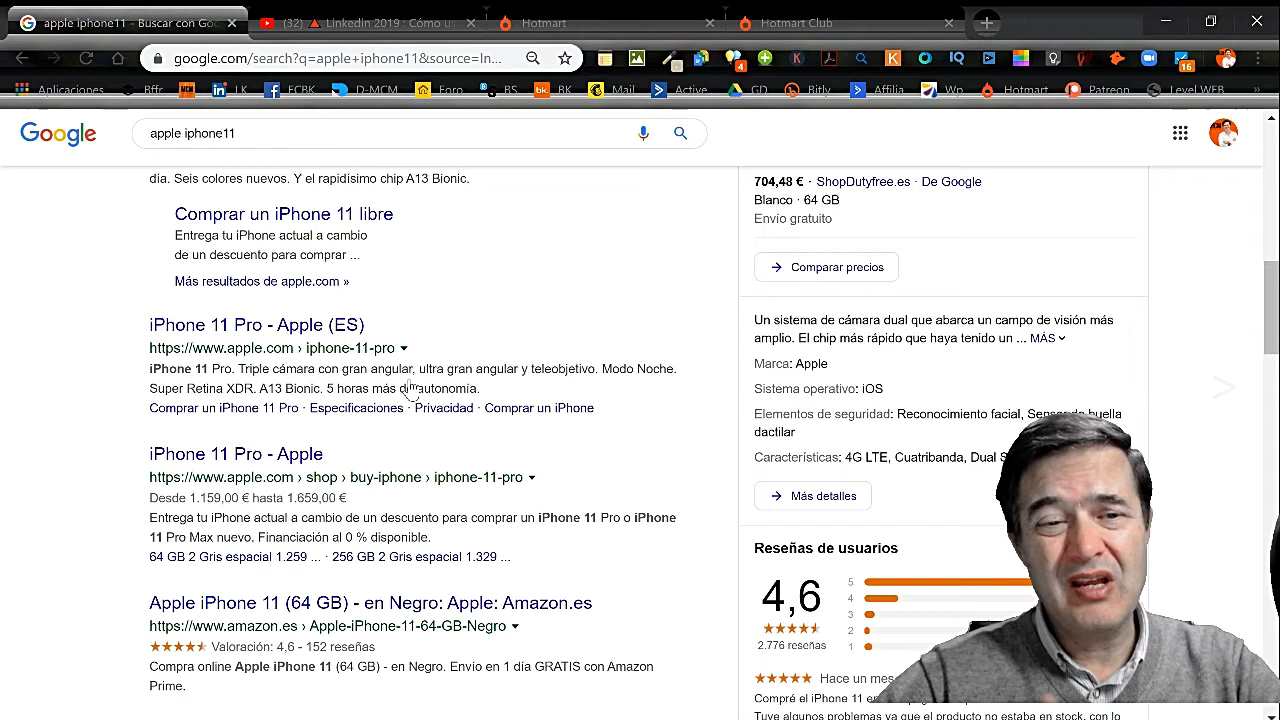 apple iphone11 - Buscar con Goo
(32)
Linkedin 2019 : Cómo us
Hotmart
Hotmart Club
google.com/search?q=apple+iphone11&source=l...
4
16
Aplicaciones
Bffr
LK
FCBK
D-MCM
Foro
BS
BK
Mail
Active
GD
Bitly
Affilia
Wp
Hotmart
Patreon
Level WEB
Google
apple iphone11
día. Seis colores nuevos. Y el rapidísimo chip A13 Bionic.
Comprar un iPhone 11 libre
Entrega tu iPhone actual a cambio
de un descuento para comprar ...
Más resultados de apple.com »
iPhone 11 Pro - Apple (ES)
https://www.apple.com › iphone-11-pro
iPhone 11 Pro. Triple cámara con gran angular, ultra gran angular y teleobjetivo. Modo Noche.
Super Retina XDR. A13 Bionic. 5 horas más de autonomía.
Comprar un iPhone 11 Pro · Especificaciones · Privacidad · Comprar un iPhone
iPhone 11 Pro - Apple
https://www.apple.com › shop › buy-iphone › iphone-11-pro
Desde 1.159,00 € hasta 1.659,00 €
Entrega tu iPhone actual a cambio de un descuento para comprar un iPhone 11 Pro o iPhone
11 Pro Max nuevo. Financiación al 0 % disponible.
64 GB 2 Gris espacial 1.259 ... · 256 GB 2 Gris espacial 1.329 ...
Apple iPhone 11 (64 GB) - en Negro: Apple: Amazon.es
https://www.amazon.es › Apple-iPhone-11-64-GB-Negro
Valoración: 4,6 - 152 reseñas
Compra online Apple iPhone 11 (64 GB) - en Negro. Envío en 1 día GRATIS con Amazon
Prime.
704,48 € · ShopDutyfree.es · De Google
Blanco · 64 GB
Envío gratuito
Comparar precios
Un sistema de cámara dual que abarca un campo de visión más
amplio. El chip más rápido que haya tenido un ... MÁS
Marca: Apple
Sistema operativo: iOS
Elementos de seguridad: Reconocimiento facial, Sensor de huella
dactilar
Características: 4G LTE, Cuatribanda, Dual S
Más detalles
Reseñas de usuarios
4,6
2.776 reseñas
5
4
3
2
1
Hace un mes
Compré el iPhone 11 en
Tuve algunos problemas ya que el producto no estaba en stock, con lo